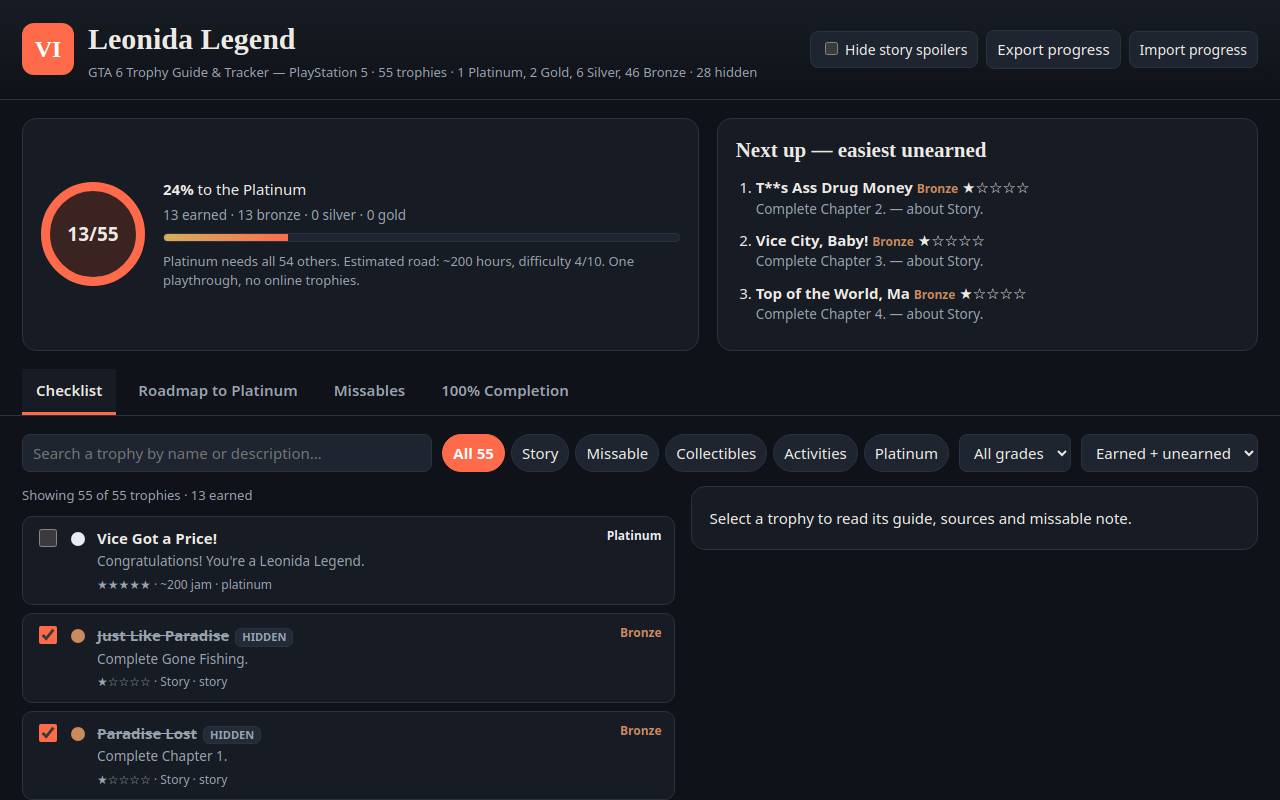 VI
Leonida Legend
GTA 6 Trophy Guide & Tracker — PlayStation 5 · 55 trophies · 1 Platinum, 2 Gold, 6 Silver, 46 Bronze · 28 hidden
Hide story spoilers
Export progress
Import progress
13/55
24% to the Platinum
13 earned · 13 bronze · 0 silver · 0 gold
Platinum needs all 54 others. Estimated road: ~200 hours, difficulty 4/10. One
playthrough, no online trophies.
Next up — easiest unearned
1. T**s Ass Drug Money Bronze ★☆☆☆☆
Complete Chapter 2. — about Story.
2. Vice City, Baby! Bronze ★☆☆☆☆
Complete Chapter 3. — about Story.
3. Top of the World, Ma Bronze ★☆☆☆☆
Complete Chapter 4. — about Story.
Checklist
Roadmap to Platinum
Missables
100% Completion
Search a trophy by name or description...
All 55
Story
Missable
Collectibles
Activities
Platinum
All grades
Earned + unearned
Showing 55 of 55 trophies · 13 earned
Vice Got a Price!
Platinum
Congratulations! You're a Leonida Legend.
★★★★★ · ~200 jam · platinum
Just Like Paradise HIDDEN
Bronze
Complete Gone Fishing.
★☆☆☆☆ · Story · story
Paradise Lost HIDDEN
Bronze
Complete Chapter 1.
★☆☆☆☆ · Story · story
Select a trophy to read its guide, sources and missable note.